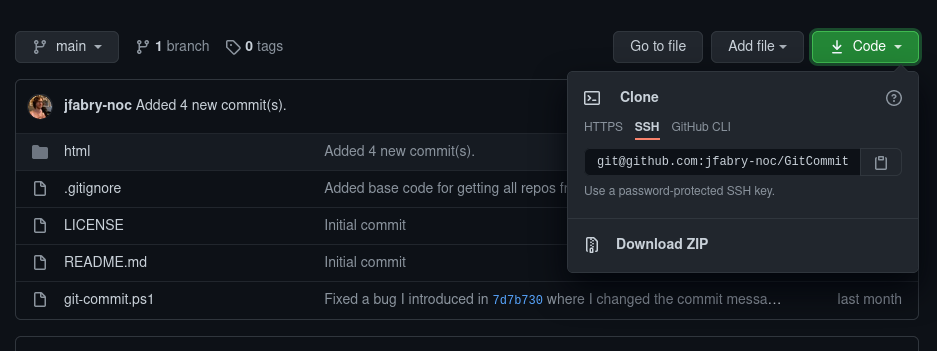 main 1 branch 0 tags Go to file Add file Code
jfabry-noc Added 4 new commit(s).
Clone
HTTPS SSH GitHub CLI
git@github.com:jfabry-noc/GitCommit
Use a password-protected SSH key.
Download ZIP
html Added 4 new commit(s).
.gitignore Added base code for getting all repos
LICENSE Initial commit
README.md Initial commit
git-commit.ps1 Fixed a bug I introduced in 7d7b730 where I changed the commit messa… last month